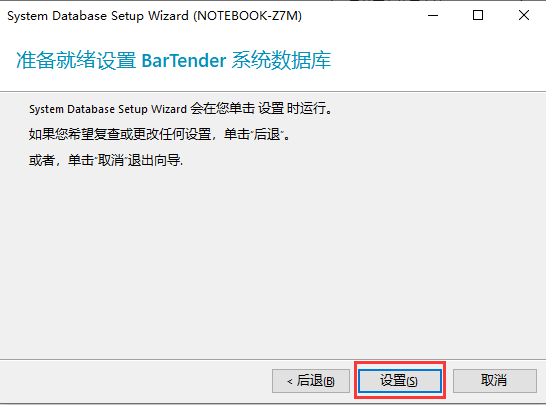 System Database Setup Wizard (NOTEBOOK-Z7M)
准备就绪设置 BarTender 系统数据库
System Database Setup Wizard 会在您单击 设置 时运行。
如果您希望复查或更改任何设置，单击“后退”。
或者，单击“取消”退出向导.
< 后退(B) 设置(S) 取消